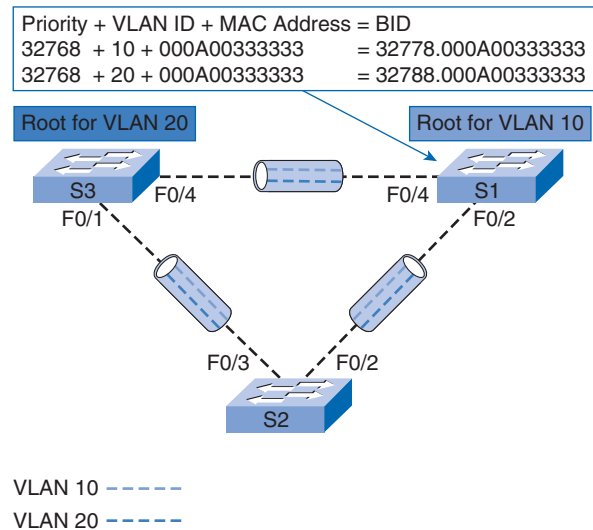 Priority + VLAN ID + MAC Address = BID
32768 + 10 + 000A00333333 = 32778.000A00333333
32768 + 20 + 000A00333333 = 32788.000A00333333
Root for VLAN 20
Root for VLAN 10
S3
S1
F0/4
F0/4
F0/1
F0/2
F0/3
F0/2
S2
VLAN 10
VLAN 20